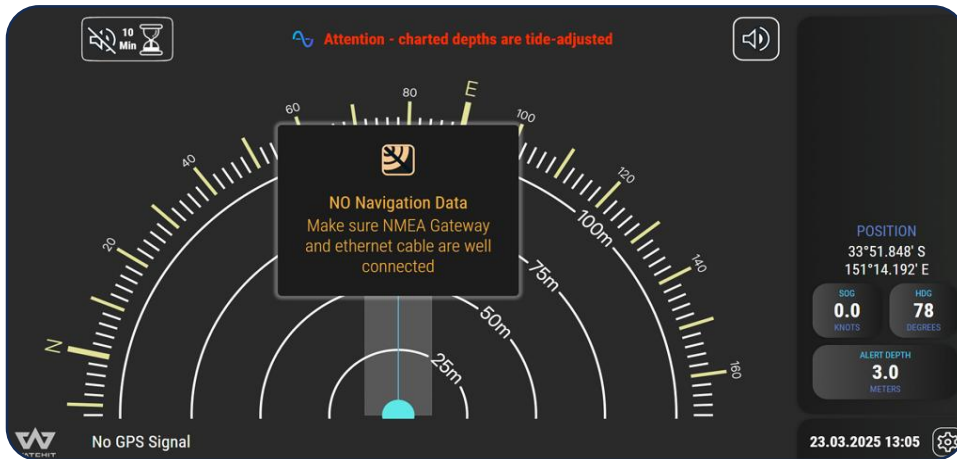 10
Min
Attention - charted depths are tide-adjusted
20
40
60
80
E
100
120
140
160
N
NO Navigation Data
Make sure NMEA Gateway
and ethernet cable are well
connected
100m
75m
50m
25m
POSITION
33°51.848' S
151°14.192' E
SOG
0.0
KNOTS
HDG
78
DEGREES
ALERT DEPTH
3.0
METERS
No GPS Signal
23.03.2025 13:05